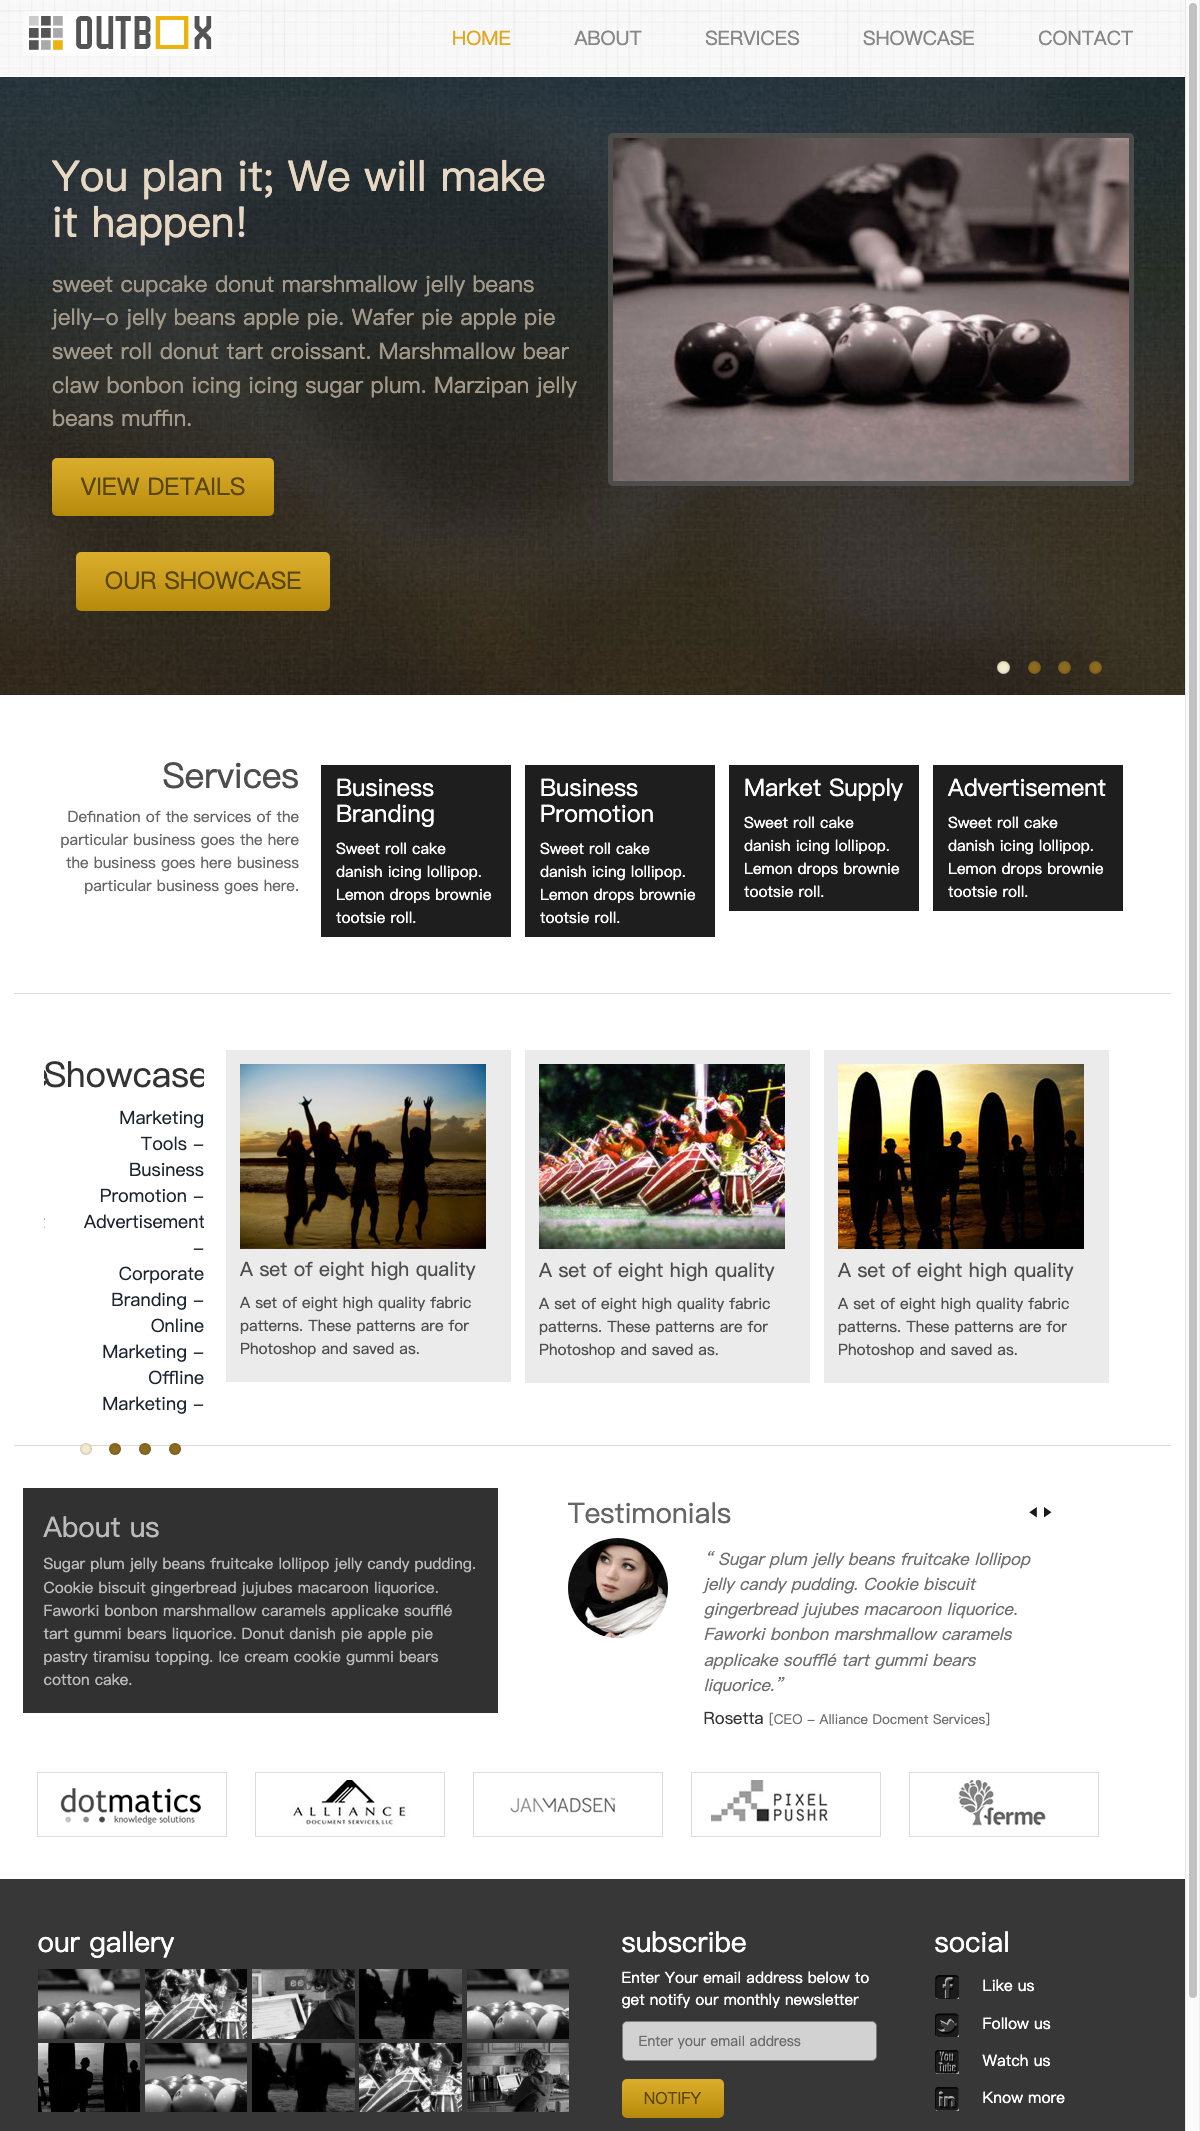 OUTBOX
HOME ABOUT SERVICES SHOWCASE CONTACT
You plan it; We will make
it happen!
sweet cupcake donut marshmallow jelly beans
jelly-o jelly beans apple pie. Wafer pie apple pie
sweet roll donut tart croissant. Marshmallow bear
claw bonbon icing icing sugar plum. Marzipan jelly
beans muffin.
VIEW DETAILS
OUR SHOWCASE
Services
Defination of the services of the
particular business goes the here
the business goes here business
particular business goes here.
Business
Branding
Sweet roll cake
danish icing lollipop.
Lemon drops brownie
tootsie roll.
Business
Promotion
Sweet roll cake
danish icing lollipop.
Lemon drops brownie
tootsie roll.
Market Supply
Sweet roll cake
danish icing lollipop.
Lemon drops brownie
tootsie roll.
Advertisement
Sweet roll cake
danish icing lollipop.
Lemon drops brownie
tootsie roll.
Showcase
Marketing
Tools –
Business
Promotion –
Advertisement
–
Corporate
Branding –
Online
Marketing –
Offline
Marketing –
A set of eight high quality
A set of eight high quality fabric
patterns. These patterns are for
Photoshop and saved as.
A set of eight high quality
A set of eight high quality fabric
patterns. These patterns are for
Photoshop and saved as.
A set of eight high quality
A set of eight high quality fabric
patterns. These patterns are for
Photoshop and saved as.
About us
Sugar plum jelly beans fruitcake lollipop jelly candy pudding.
Cookie biscuit gingerbread jujubes macaroon liquorice.
Faworki bonbon marshmallow caramels applicake soufflé
tart gummi bears liquorice. Donut danish pie apple pie
pastry tiramisu topping. Ice cream cookie gummi bears
cotton cake.
Testimonials
“ Sugar plum jelly beans fruitcake lollipop
jelly candy pudding. Cookie biscuit
gingerbread jujubes macaroon liquorice.
Faworki bonbon marshmallow caramels
applicake soufflé tart gummi bears
liquorice.”
Rosetta [CEO - Alliance Docment Services]
dotmatics
knowledge solutions
ALLIANCE
DOCUMENT SERVICES, LLC
JANMADSEN
PIXEL
PUSHR
ferme
our gallery
subscribe
Enter Your email address below to
get notify our monthly newsletter
Enter your email address
NOTIFY
social
Like us
Follow us
You
Tube
Watch us
in
Know more